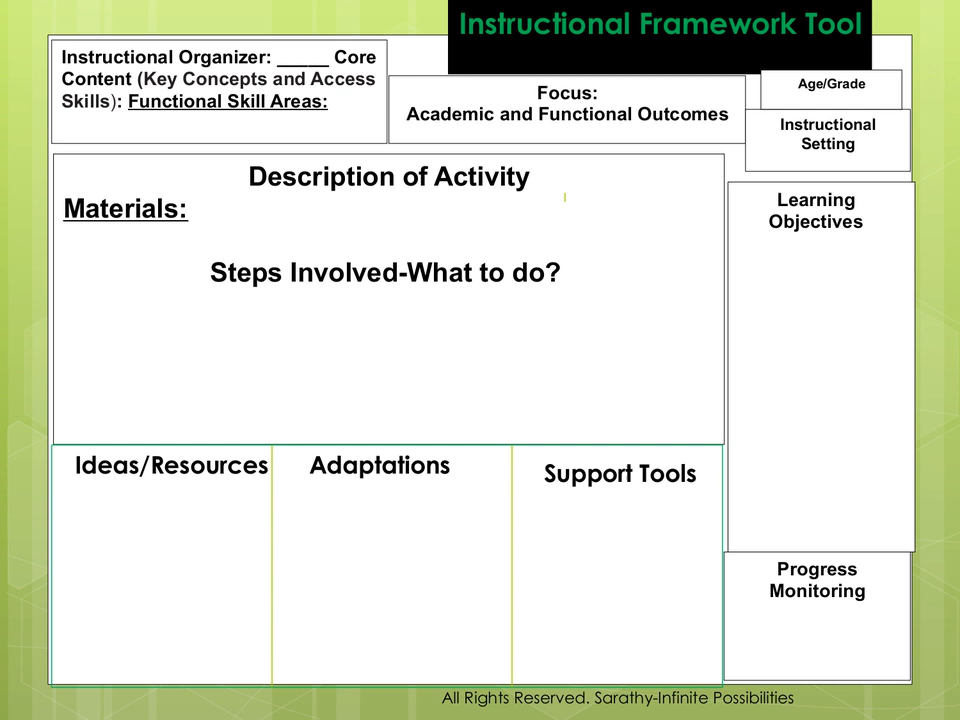 Instructional Framework Tool
Instructional Organizer: _____ Core
Content (Key Concepts and Access
Skills): Functional Skill Areas:
Focus:
Academic and Functional Outcomes
Age/Grade
Instructional
Setting
Description of Activity
Materials:
Steps Involved-What to do?
Learning
Objectives
Ideas/Resources
Adaptations
Support Tools
Progress
Monitoring
All Rights Reserved. Sarathy-Infinite Possibilities